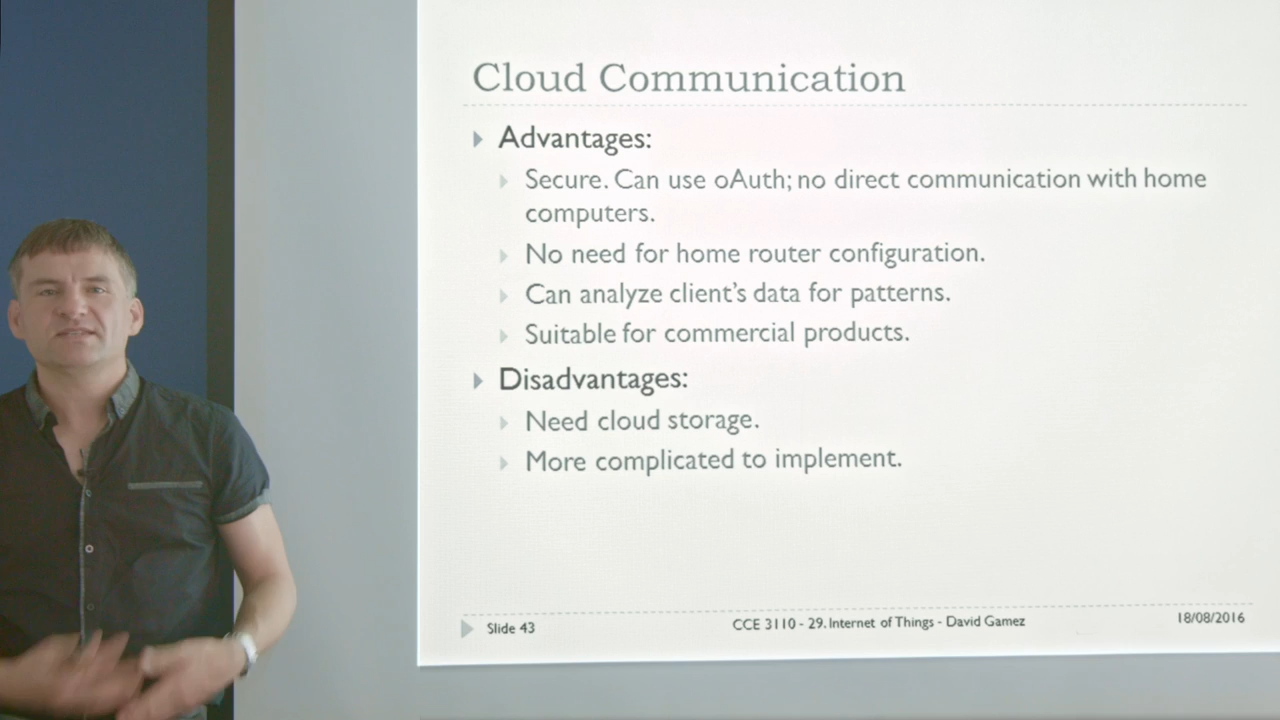 Cloud Communication
Advantages:
Secure. Can use oAuth; no direct communication with home
computers.
No need for home router configuration.
Can analyze client's data for patterns.
Suitable for commercial products.
Disadvantages:
Need cloud storage.
More complicated to implement.
Slide 43
CCE 3110 - 29. Internet of Things - David Gamez
18/08/2016